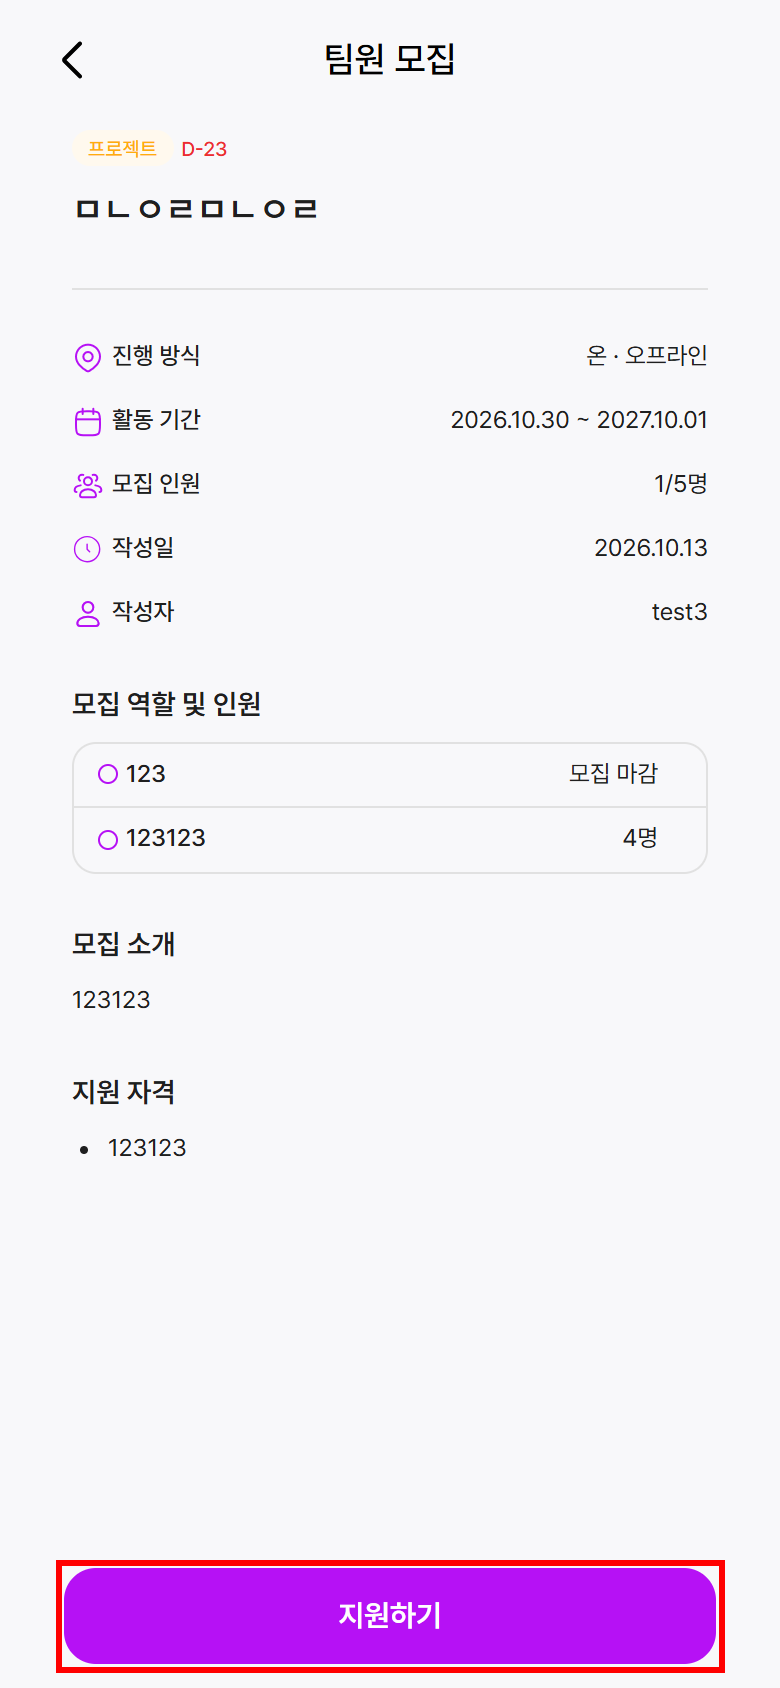 팀원 모집
프로젝트 D-23
ㅁㄴㅇㄹㅁㄴㅇㄹ
진행 방식 온 · 오프라인
활동 기간 2026.10.30 ~ 2027.10.01
모집 인원 1/5명
작성일 2026.10.13
작성자 test3
모집 역할 및 인원
123 모집 마감
123123 4명
모집 소개
123123
지원 자격
• 123123
지원하기